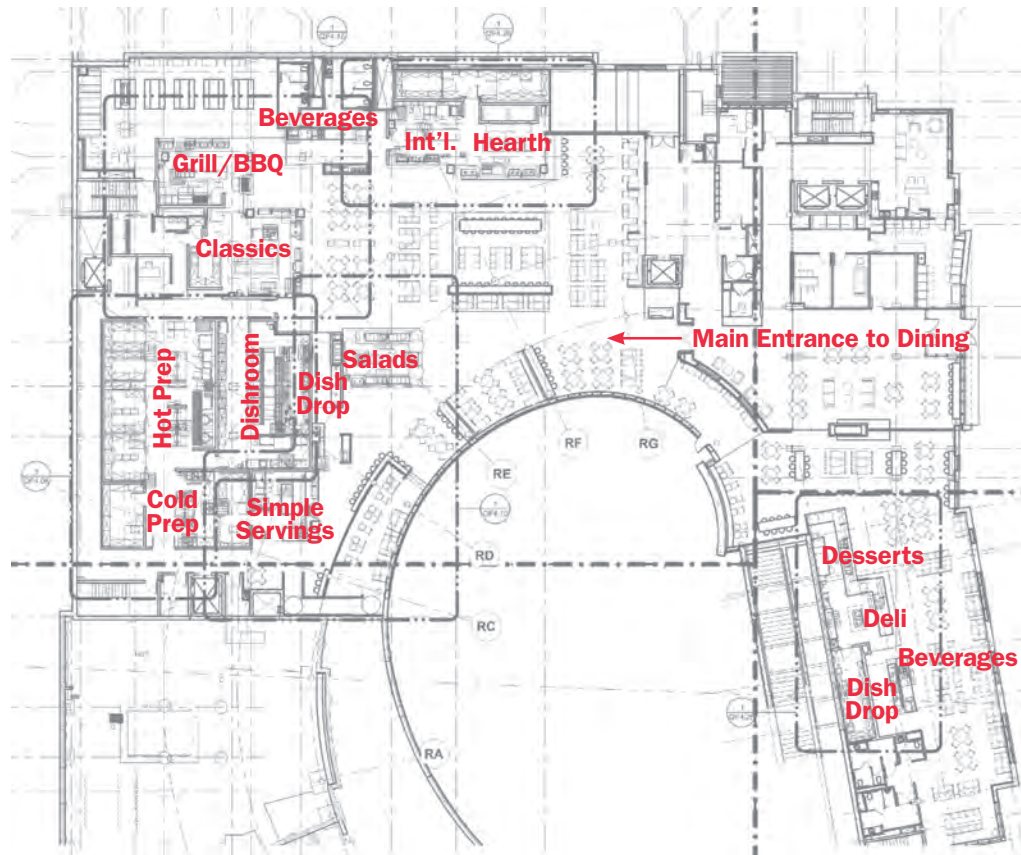 Beverages
Int'l.
Hearth
Grill/BBQ
Classics
Main Entrance to Dining
Salads
Dish
Drop
Hot Prep
Dishroom
RF
RG
RE
Cold
Prep
Simple
Servings
RD
Desserts
RC
Deli
Beverages
Dish
Drop
RA